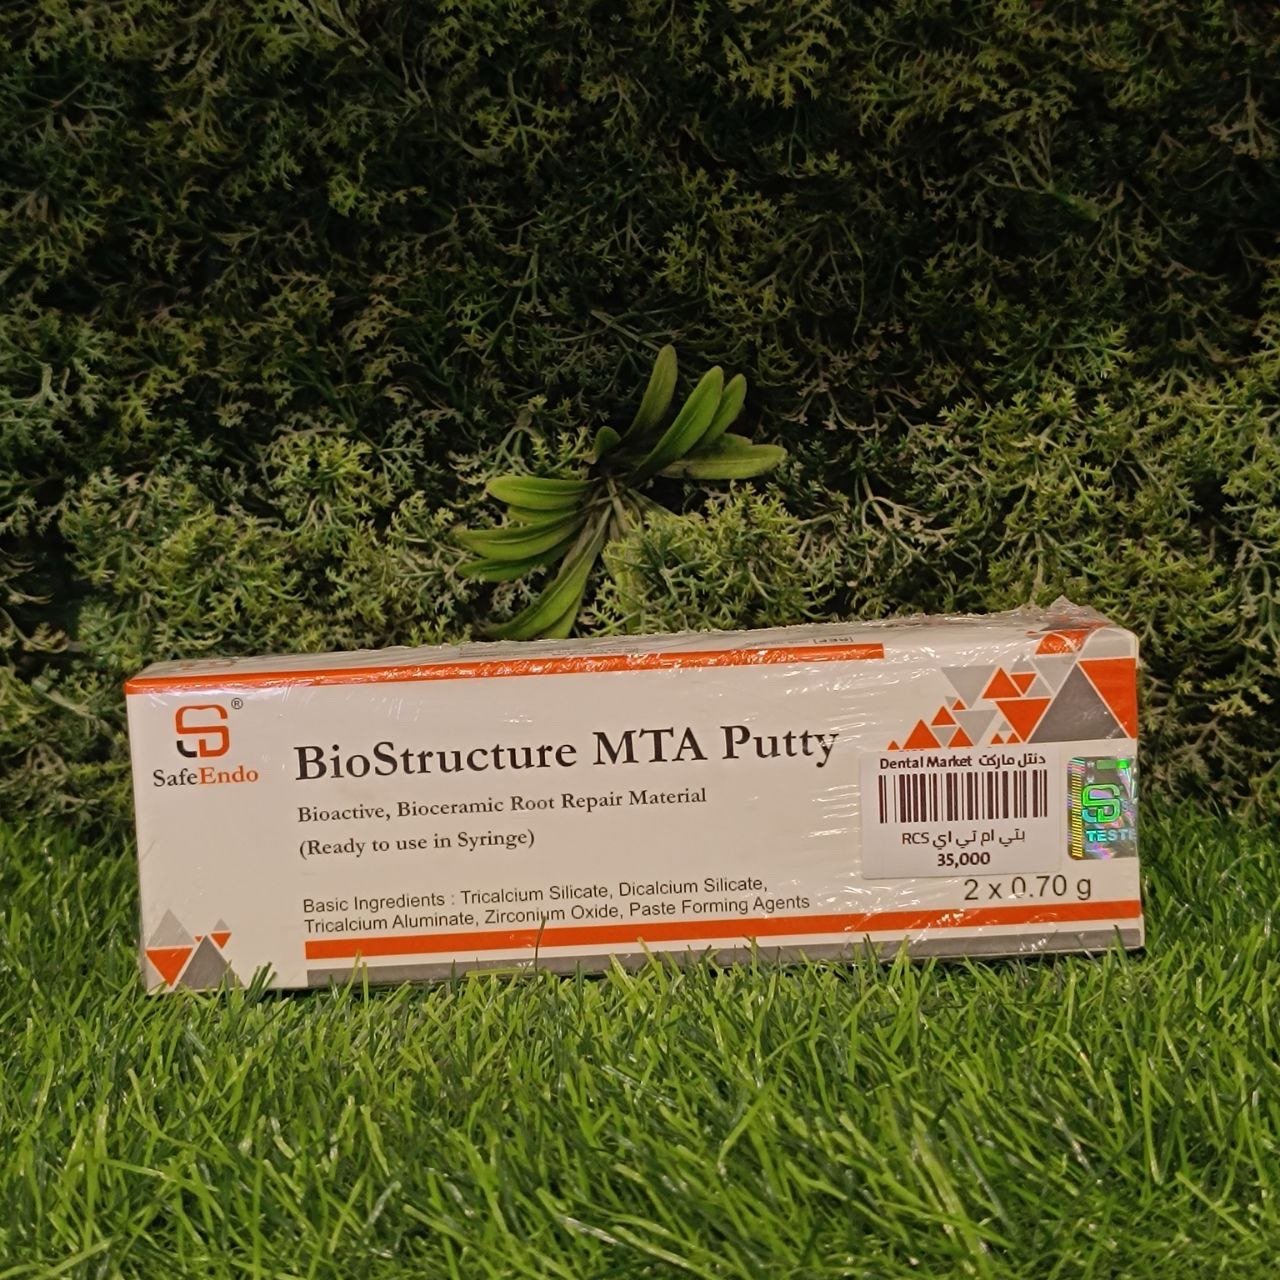 SafeEndo
®
BioStructure MTA Putty
Bioactive, Bioceramic Root Repair Material
(Ready to use in Syringe)
Basic Ingredients : Tricalcium Silicate, Dicalcium Silicate,
Tricalcium Aluminate, Zirconium Oxide, Paste Forming Agents
Dental Market دنتل ماركت
بتي ام تي اي RCS
35,000
TESTE
2 x 0.70 g